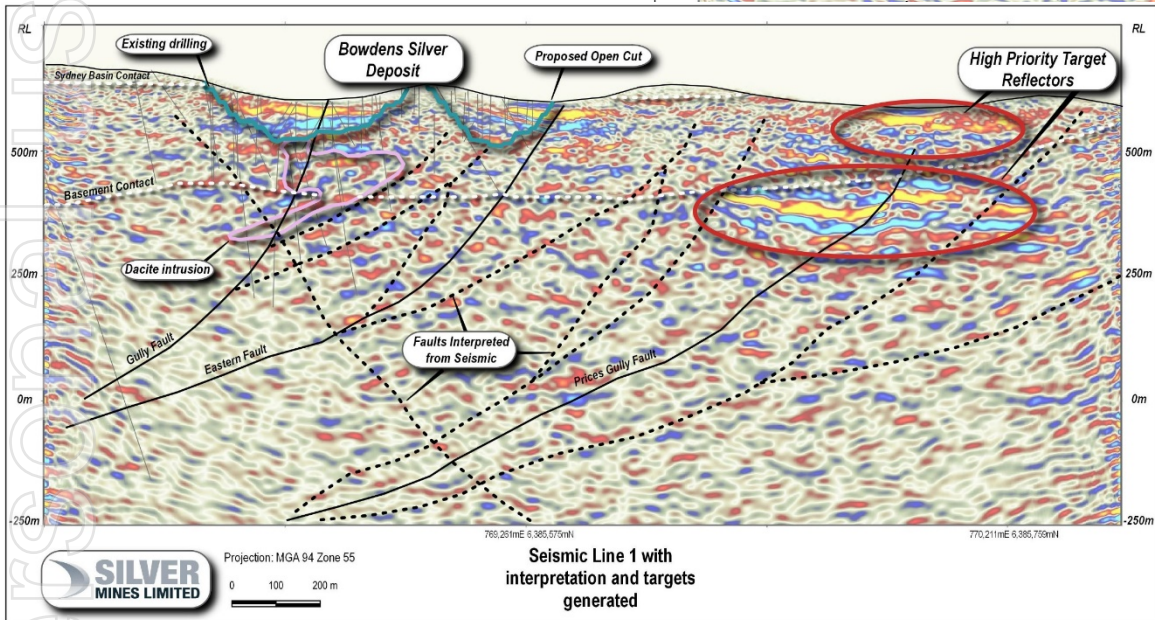 RL
RL
Existing drilling
Bowdens Silver
Deposit
Proposed Open Cut
High Priority Target
Reflectors
Sydney Basin Contact
500m
500m
Basement Contact
Dacite intrusion
250m
250m
Gully Fault
Eastern Fault
Faults Interpreted
from Seismic
Prices Gully Fault
0m
0m
-250m
-250m
769,261mE 6,385,575mN
770,211mE 6,385,759mN
SILVER
MINES LIMITED
Projection: MGA 94 Zone 55
0 100 200 m
Seismic Line 1 with
interpretation and targets
generated